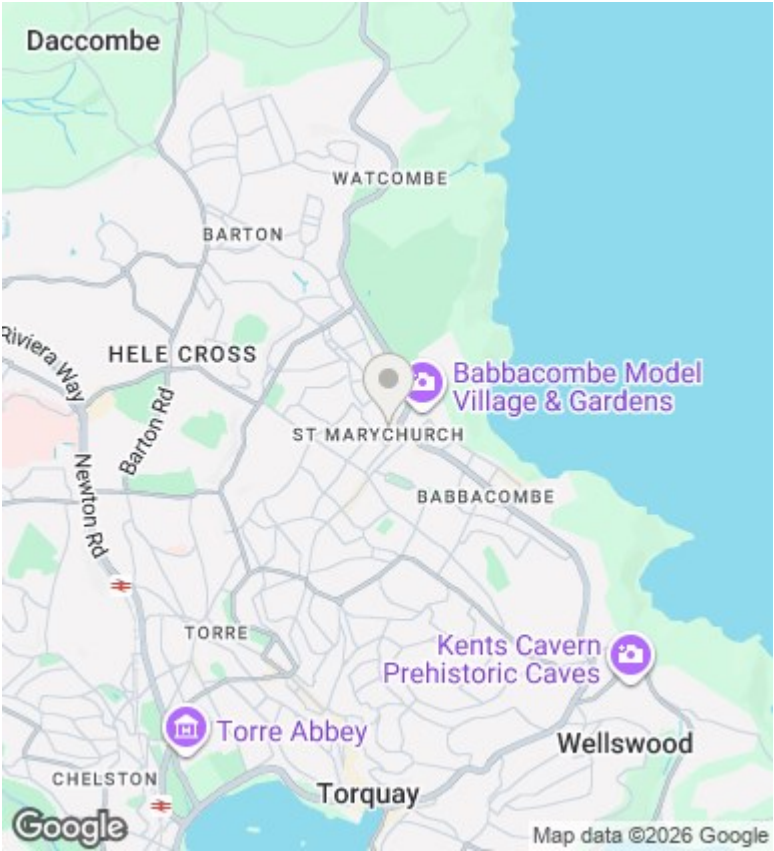 Daccombe
WATCOMBE
BARTON
Riviera Way
HELE CROSS
Babbacombe Model
Village & Gardens
Barton Rd
ST MARYCHURCH
Newton Rd
BABBACOMBE
TORRE
Kents Cavern
Prehistoric Caves
Torre Abbey
Wellswood
CHELSTON
Torquay
Google
Map data ©2026 Google